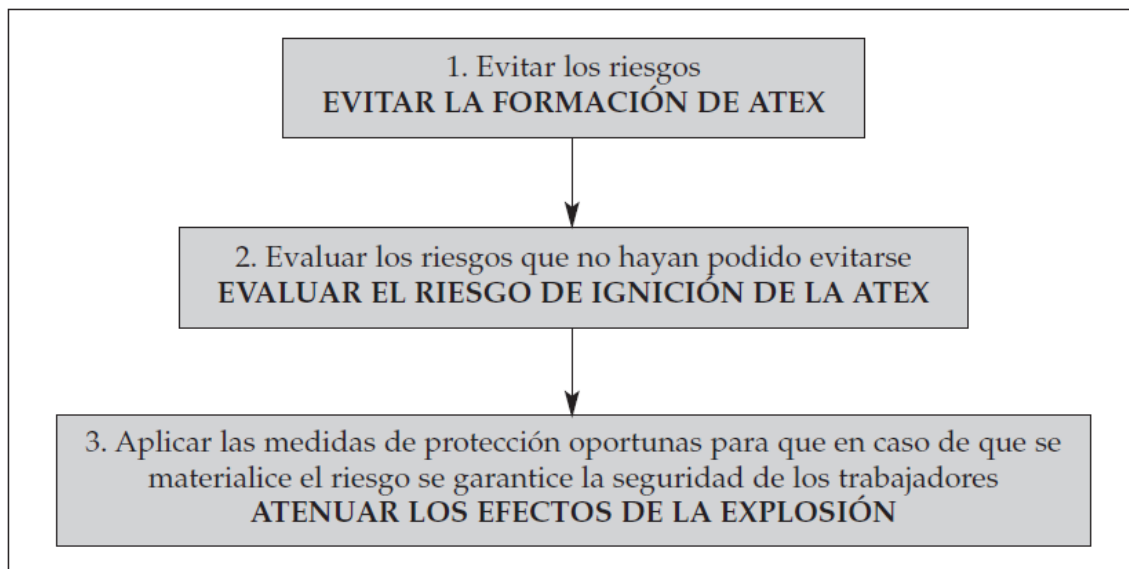 1. Evitar los riesgos
EVITAR LA FORMACIÓN DE ATEX
2. Evaluar los riesgos que no hayan podido evitarse
EVALUAR EL RIESGO DE IGNICIÓN DE LA ATEX
3. Aplicar las medidas de protección oportunas para que en caso de que se
materialice el riesgo se garantice la seguridad de los trabajadores
ATENUAR LOS EFECTOS DE LA EXPLOSIÓN